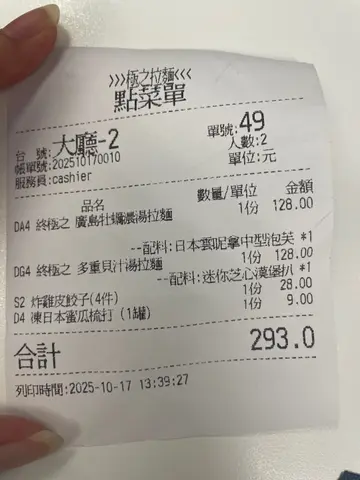 >>>極之拉麵<<<
點菜單
台 號:大廳-2 單號:49
帳單號:202510170010 人數:2
服務員:cashier 單位:元
品名 數量/單位 金額
DA4 終極之 廣島牡蠣濃湯拉麵
1份 128.00
--配料:日本雲呢拿中型泡芙 *1
DG4 終極之 多重貝汁湯拉麵 1份 128.00
--配料:迷你芝心漢堡扒 *1
S2 炸雞皮餃子(4件) 1份 28.00
D4 凍日本蜜瓜梳打 (1罐) 1份 9.00
合計 293.0
列印時間:2025-10-17 13:39:27